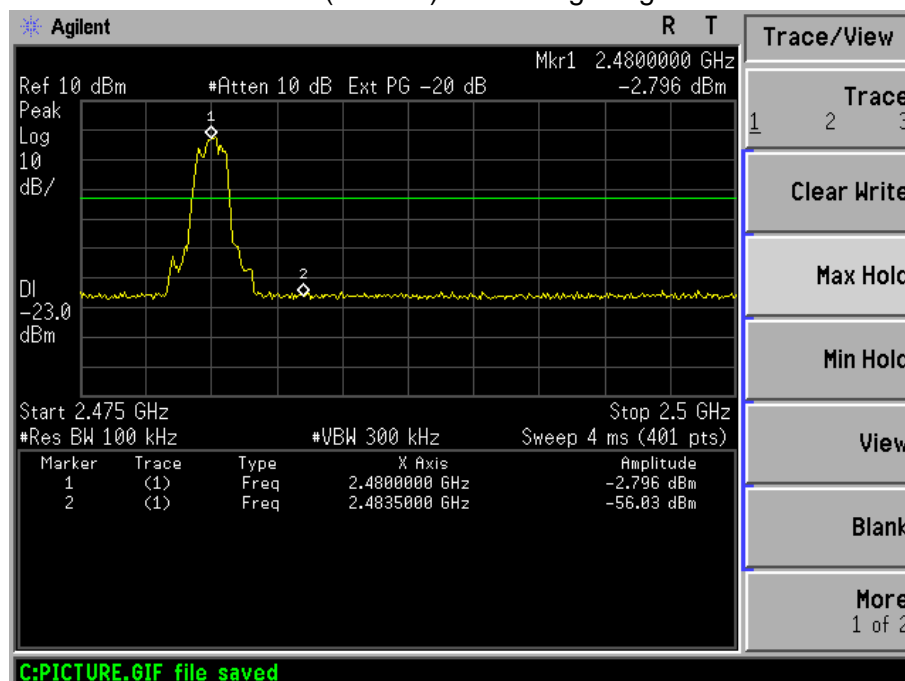 Agilent R T
Mkr1 2.4800000 GHz
Ref 10 dBm #Atten 10 dB Ext PG -20 dB -2.796 dBm
Peak
Log
10
dB/
1
2
DI
-23.0
dBm
Start 2.475 GHz Stop 2.5 GHz
#Res BW 100 kHz #VBW 300 kHz Sweep 4 ms (401 pts)
Marker Trace Type X Axis Amplitude
1 (1) Freq 2.4800000 GHz -2.796 dBm
2 (1) Freq 2.4835000 GHz -56.03 dBm
C:PICTURE.GIF file saved
Trace/View
Trace
1 2 3
Clear Write
Max Hold
Min Hold
View
Blank
More
1 of 2